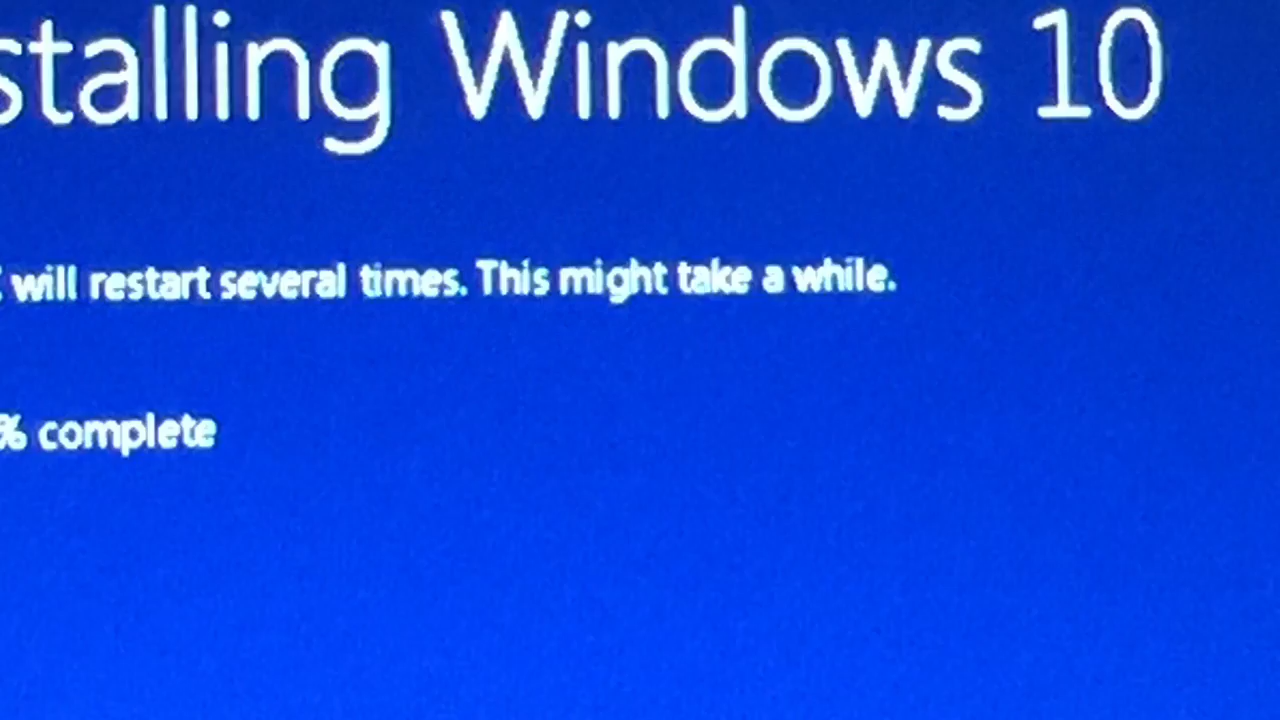 stalling Windows 10
will restart several times. This might take a while.
% complete